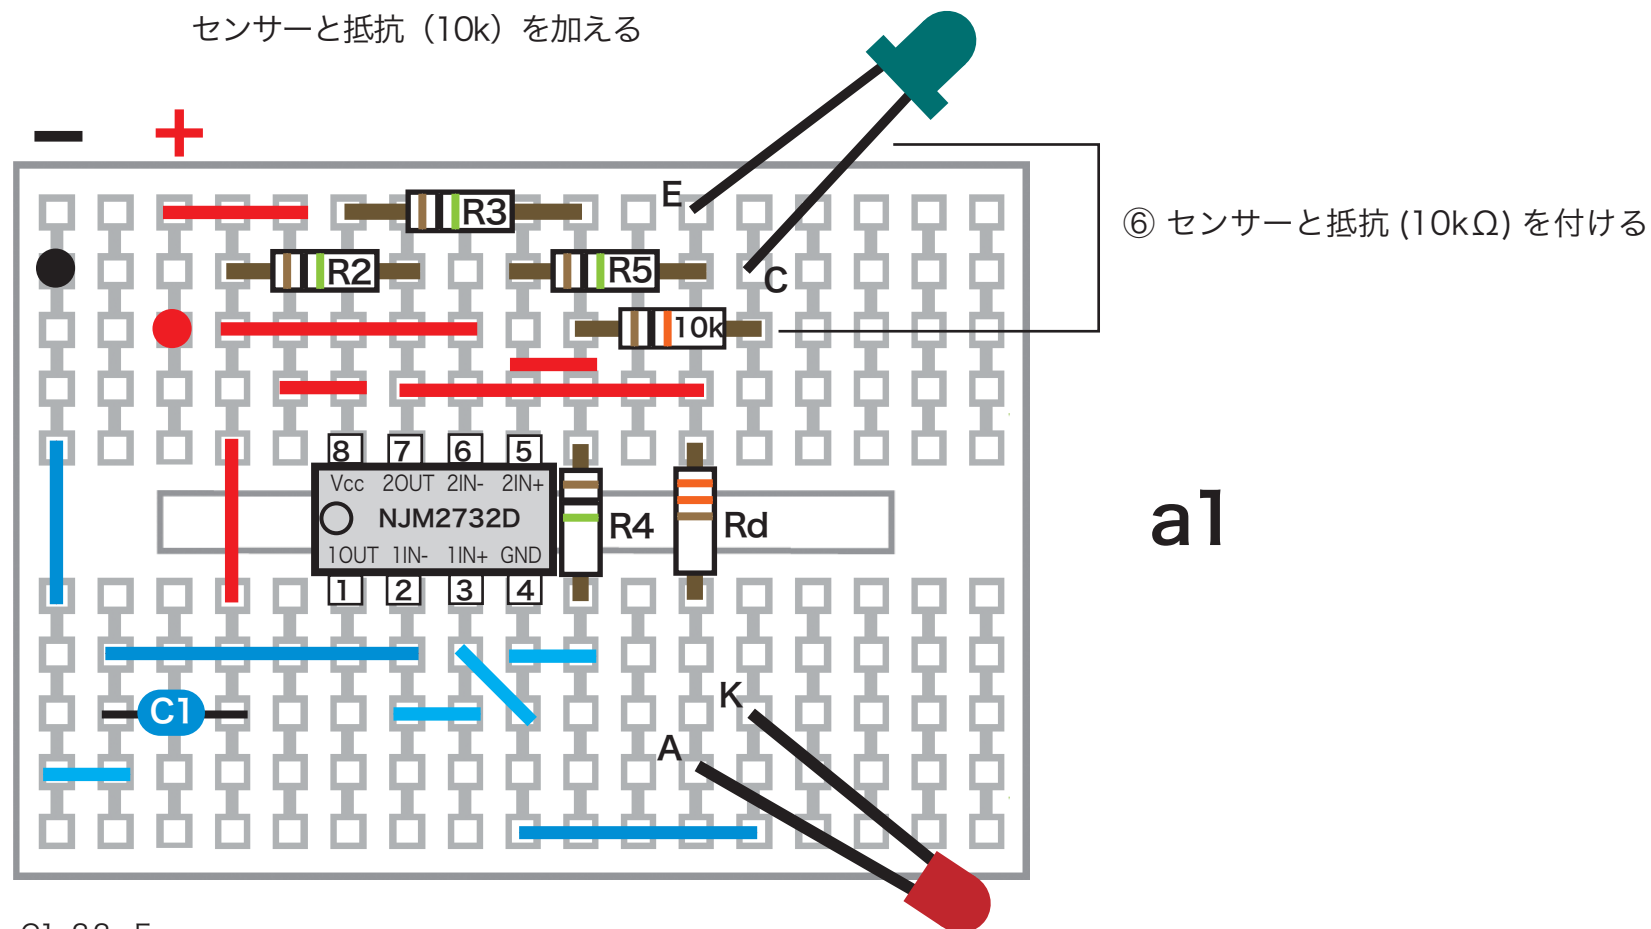 センサーと抵抗（10k）を加える
− +
E
R3
⑥ センサーと抵抗 (10kΩ) を付ける
R2
R5
C
10k
8 7 6 5
Vcc 2OUT 2IN- 2IN+
NJM2732D
R4
Rd
a1
1OUT 1IN- 1IN+ GND
1 2 3 4
K
C1
A